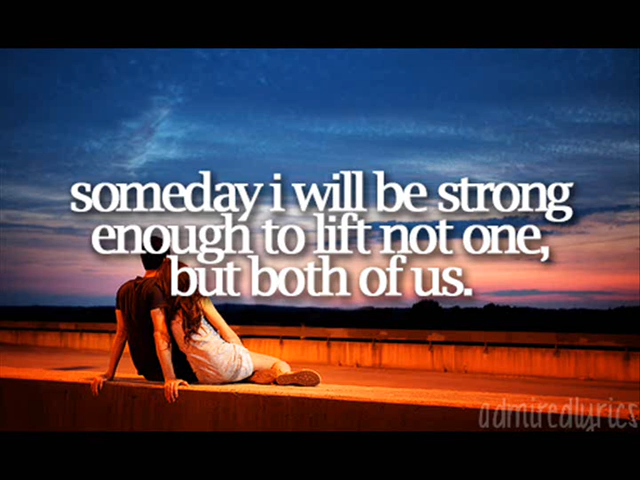 someday i will be strong
enough to lift not one,
but both of us.
admiredlyrics